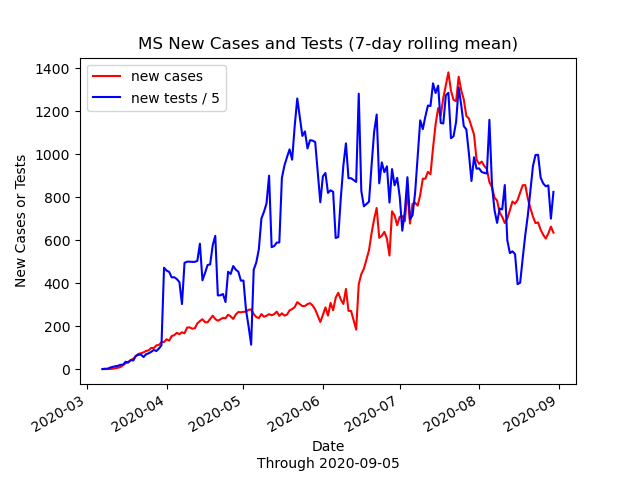 MS New Cases and Tests (7-day rolling mean)
new cases
new tests / 5
New Cases or Tests
1400
1200
1000
800
600
400
200
0
2020-03
2020-04
2020-05
2020-06
2020-07
2020-08
2020-09
Date
Through 2020-09-05